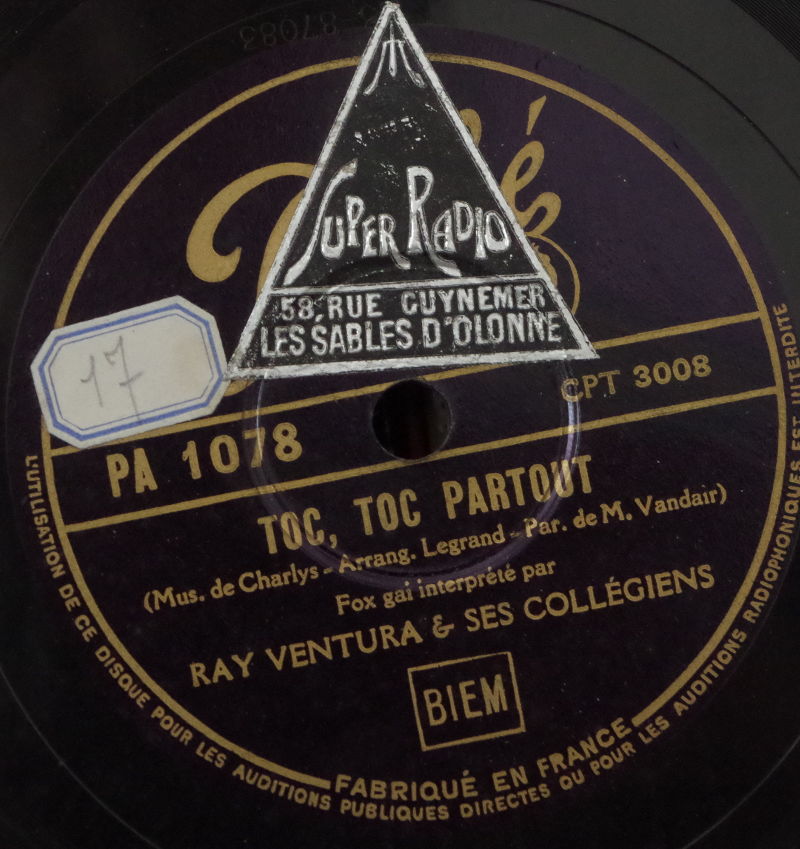 SUPER RADIO
58, RUE GUYNEMER
LES SABLES D'OLONNE
17
CPT 3008
PA 1078
TOC, TOC PARTOUT
(Mus. de Charlys - Arrang. Legrand - Par. de M. Vandair)
Fox gai interprété par
RAY VENTURA & SES COLLÉGIENS
BIEM
FABRIQUÉ EN FRANCE
L'UTILISATION DE CE DISQUE POUR LES AUDITIONS PUBLIQUES DIRECTES OU POUR LES AUDITIONS RADIOPHONIQUES EST INTERDITE